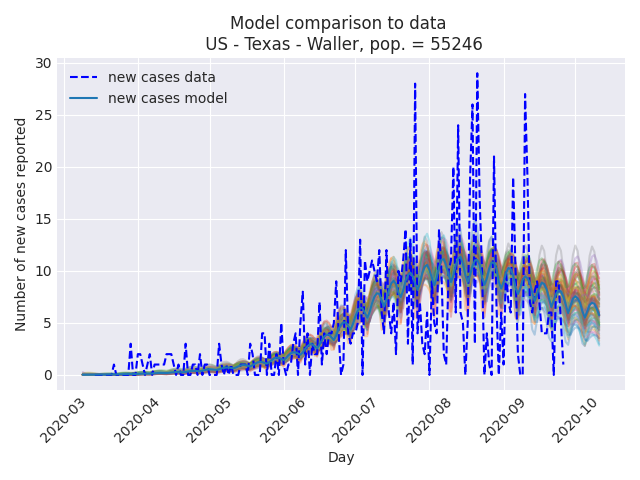 Model comparison to data
US - Texas - Waller, pop. = 55246
new cases data
new cases model
Number of new cases reported
30
25
20
15
10
5
0
2020-03
2020-04
2020-05
2020-06
2020-07
2020-08
2020-09
2020-10
Day